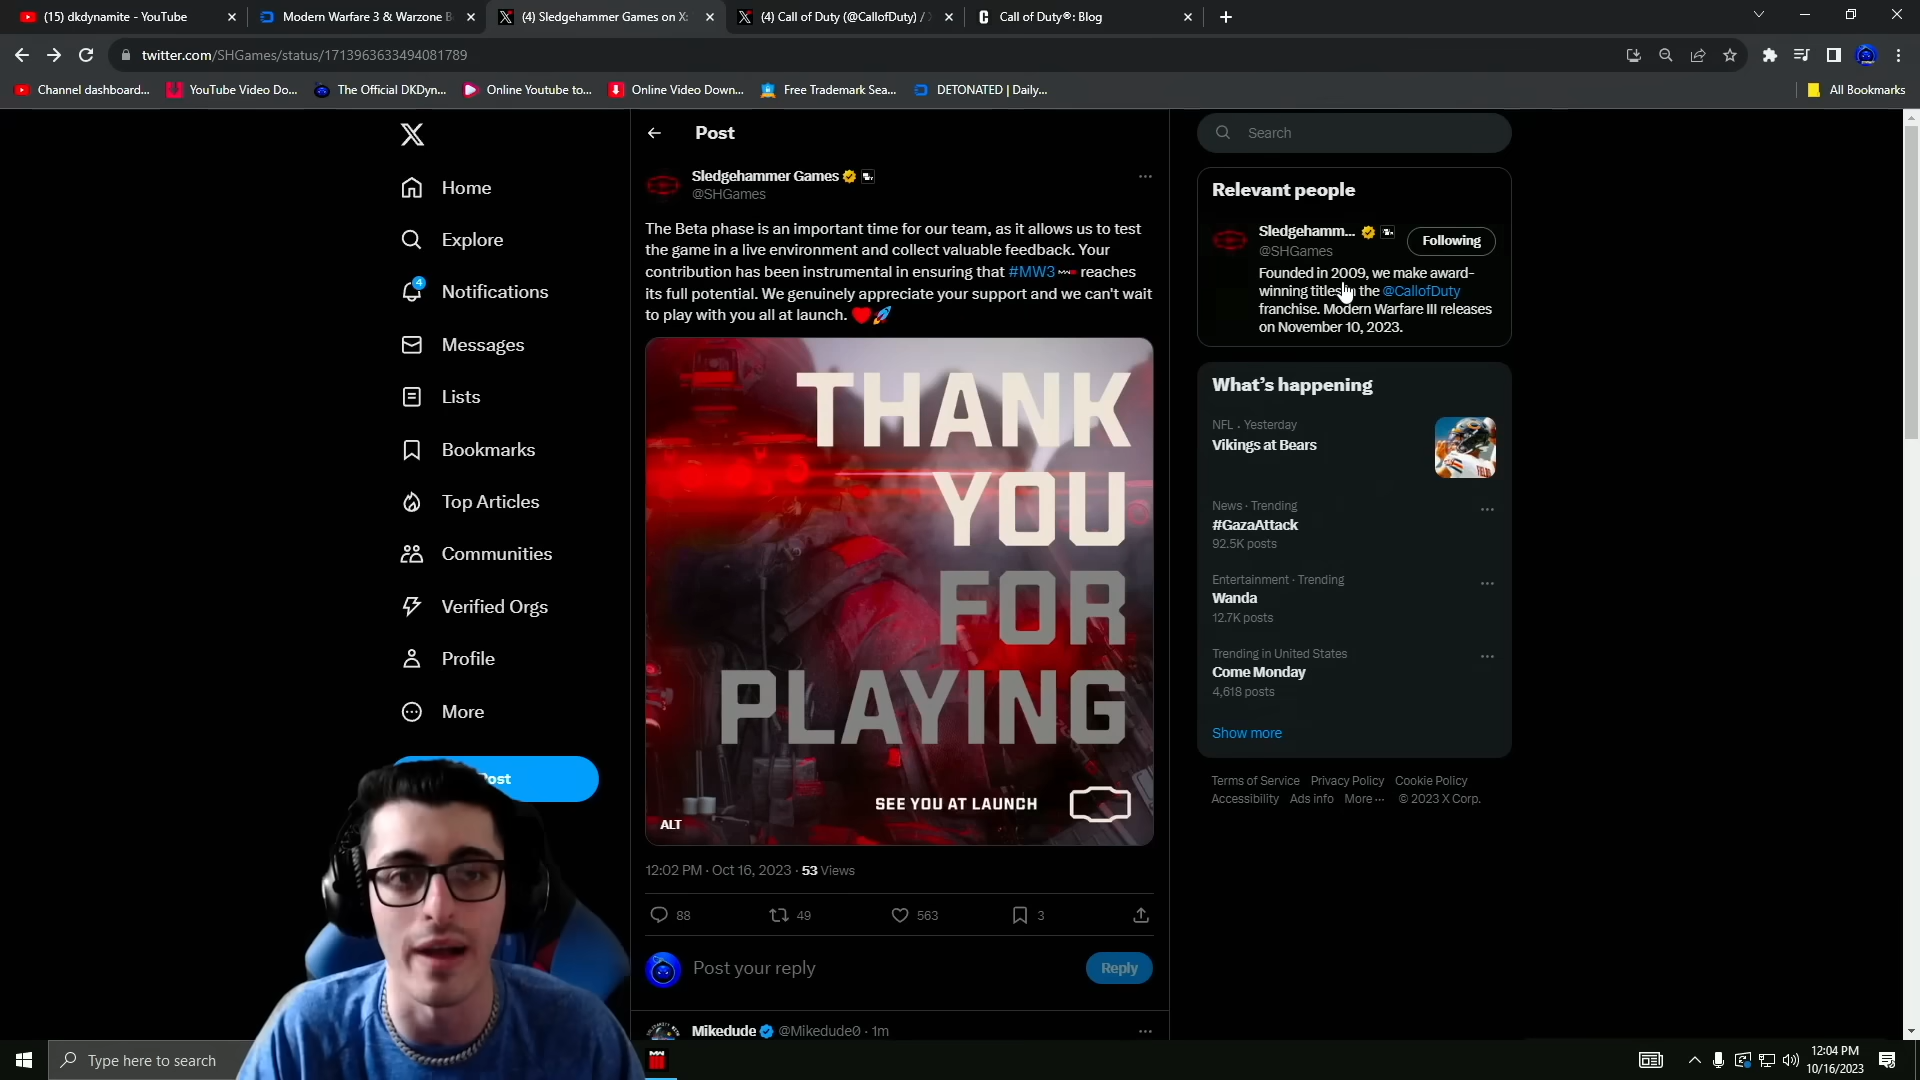 (15) dkdynamite - YouTube
Modern Warfare 3 & Warzone B
(4) Sledgehammer Games on X:
(4) Call of Duty (@CallofDuty) /
Call of Duty®: Blog
twitter.com/SHGames/status/1713963633494081789
Channel dashboard...
YouTube Video Do...
The Official DKDyn...
Online Youtube to...
Online Video Down...
Free Trademark Sea...
DETONATED | Daily...
All Bookmarks
Home
Explore
4
Notifications
Messages
Lists
Bookmarks
Top Articles
Communities
Verified Orgs
Profile
More
Post
Post
Sledgehammer Games
@SHGames
The Beta phase is an important time for our team, as it allows us to test
the game in a live environment and collect valuable feedback. Your
contribution has been instrumental in ensuring that #MW3 reaches
its full potential. We genuinely appreciate your support and we can't wait
to play with you all at launch. ❤️🚀
THANK
YOU
FOR
PLAYING
SEE YOU AT LAUNCH
ALT
12:02 PM · Oct 16, 2023 · 53 Views
88
49
563
3
Post your reply
Reply
Mikedude @Mikedude0 · 1m
Search
Relevant people
Sledgehamm...
Following
@SHGames
Founded in 2009, we make award-
winning titles in the @CallofDuty
franchise. Modern Warfare III releases
on November 10, 2023.
What's happening
NFL · Yesterday
Vikings at Bears
News · Trending
#GazaAttack
92.5K posts
Entertainment · Trending
Wanda
12.7K posts
Trending in United States
Come Monday
4,618 posts
Show more
Terms of Service Privacy Policy Cookie Policy
Accessibility Ads info More ··· © 2023 X Corp.
Type here to search
12:04 PM
10/16/2023